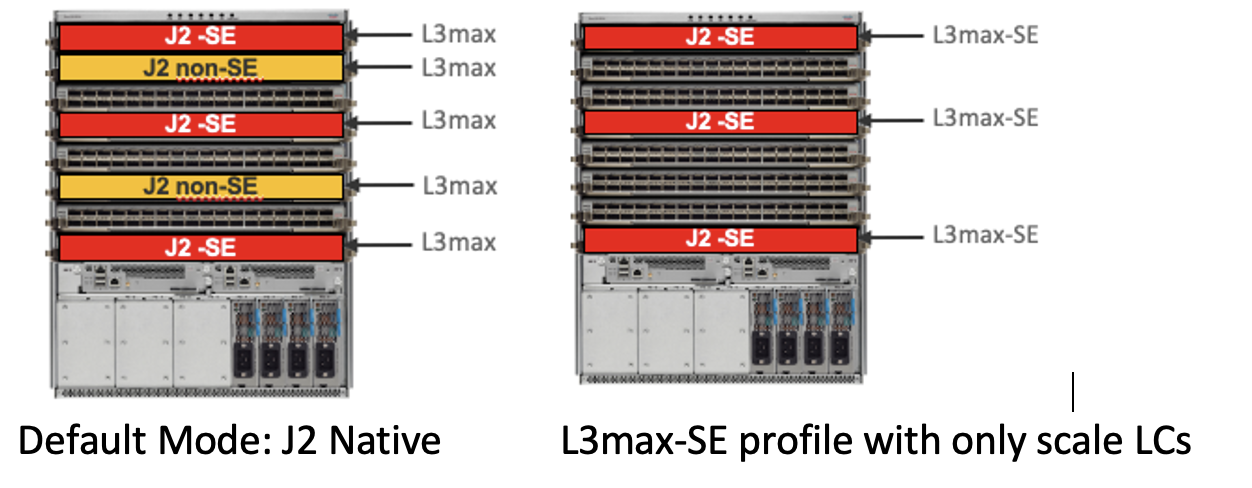 J2 -SE
L3max
J2 non-SE
L3max
J2 -SE
L3max
J2 non-SE
L3max
J2 -SE
L3max
Default Mode: J2 Native
J2 -SE
L3max-SE
J2 -SE
L3max-SE
J2 -SE
L3max-SE
L3max-SE profile with only scale LCs